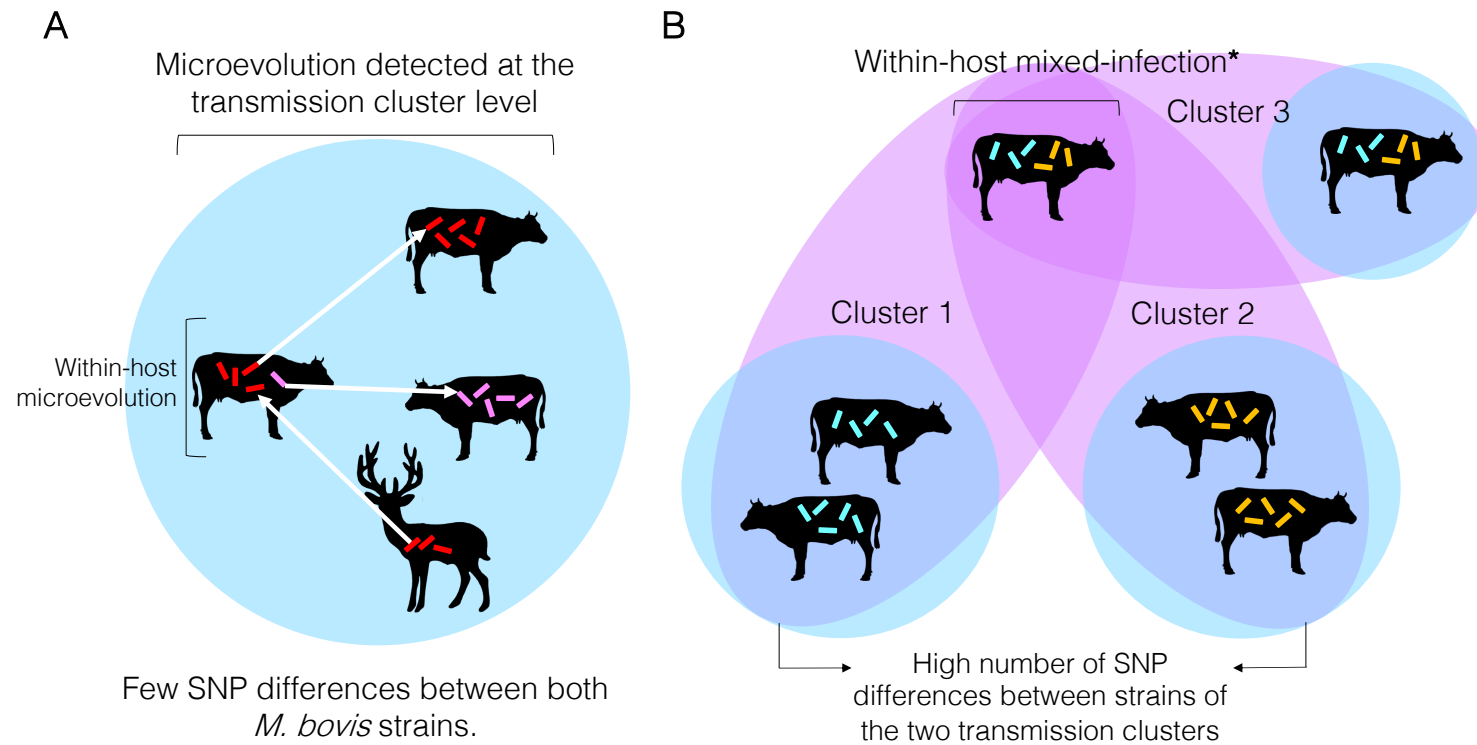 A
Microevolution detected at the
transmission cluster level
Within-host
microevolution
Few SNP differences between both
M. bovis strains.
B
Within-host mixed-infection*
Cluster 3
Cluster 1
Cluster 2
High number of SNP
differences between strains of
the two transmission clusters